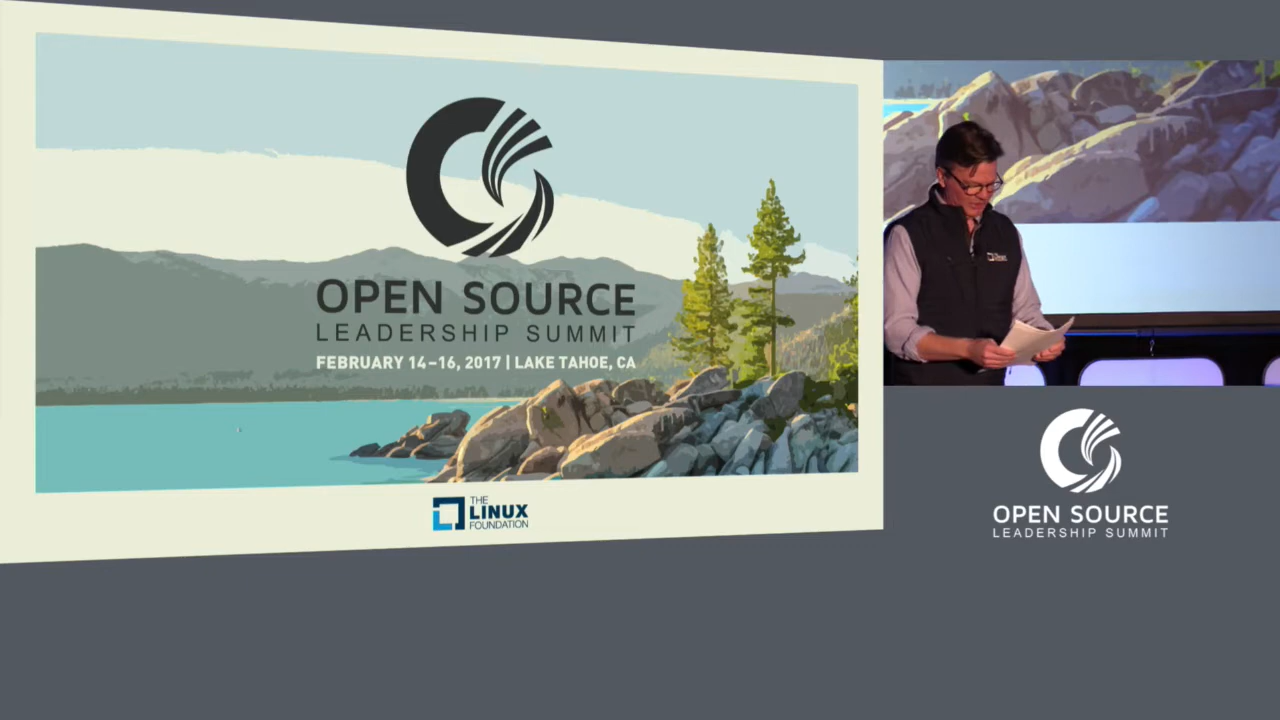 OPEN SOURCE
LEADERSHIP SUMMIT
FEBRUARY 14–16, 2017 | LAKE TAHOE, CA
THE
LINUX
FOUNDATION
OPEN SOURCE
LEADERSHIP SUMMIT